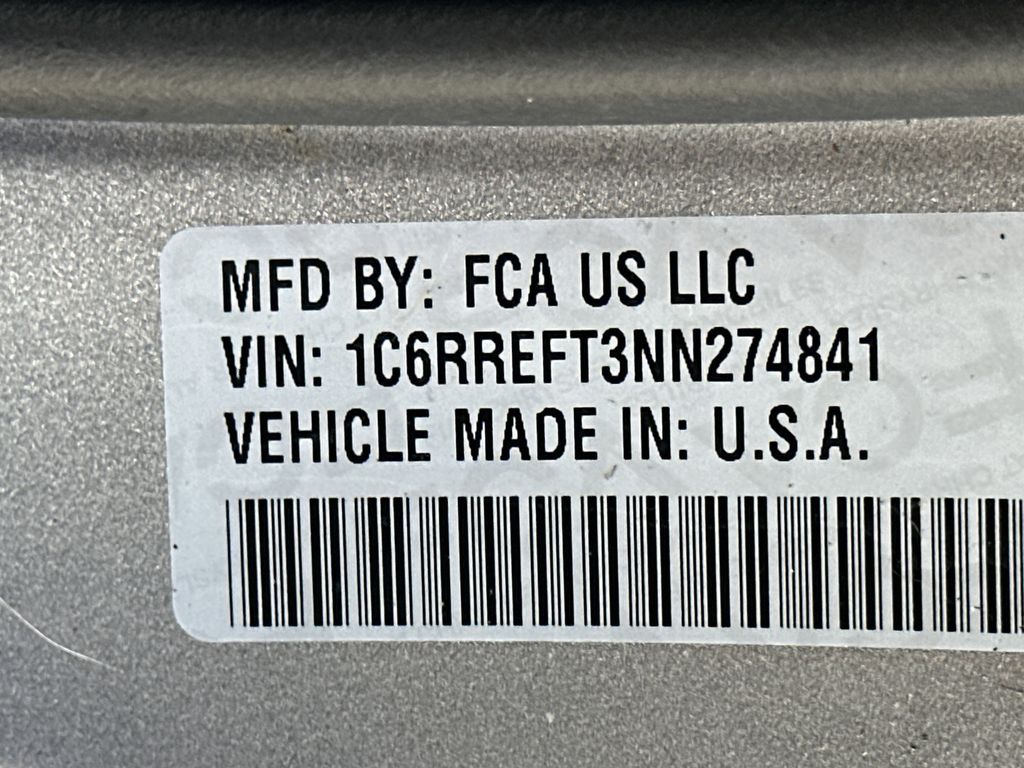 MFD BY: FCA US LLC
VIN: 1C6RREFT3NN274841
VEHICLE MADE IN: U.S.A.